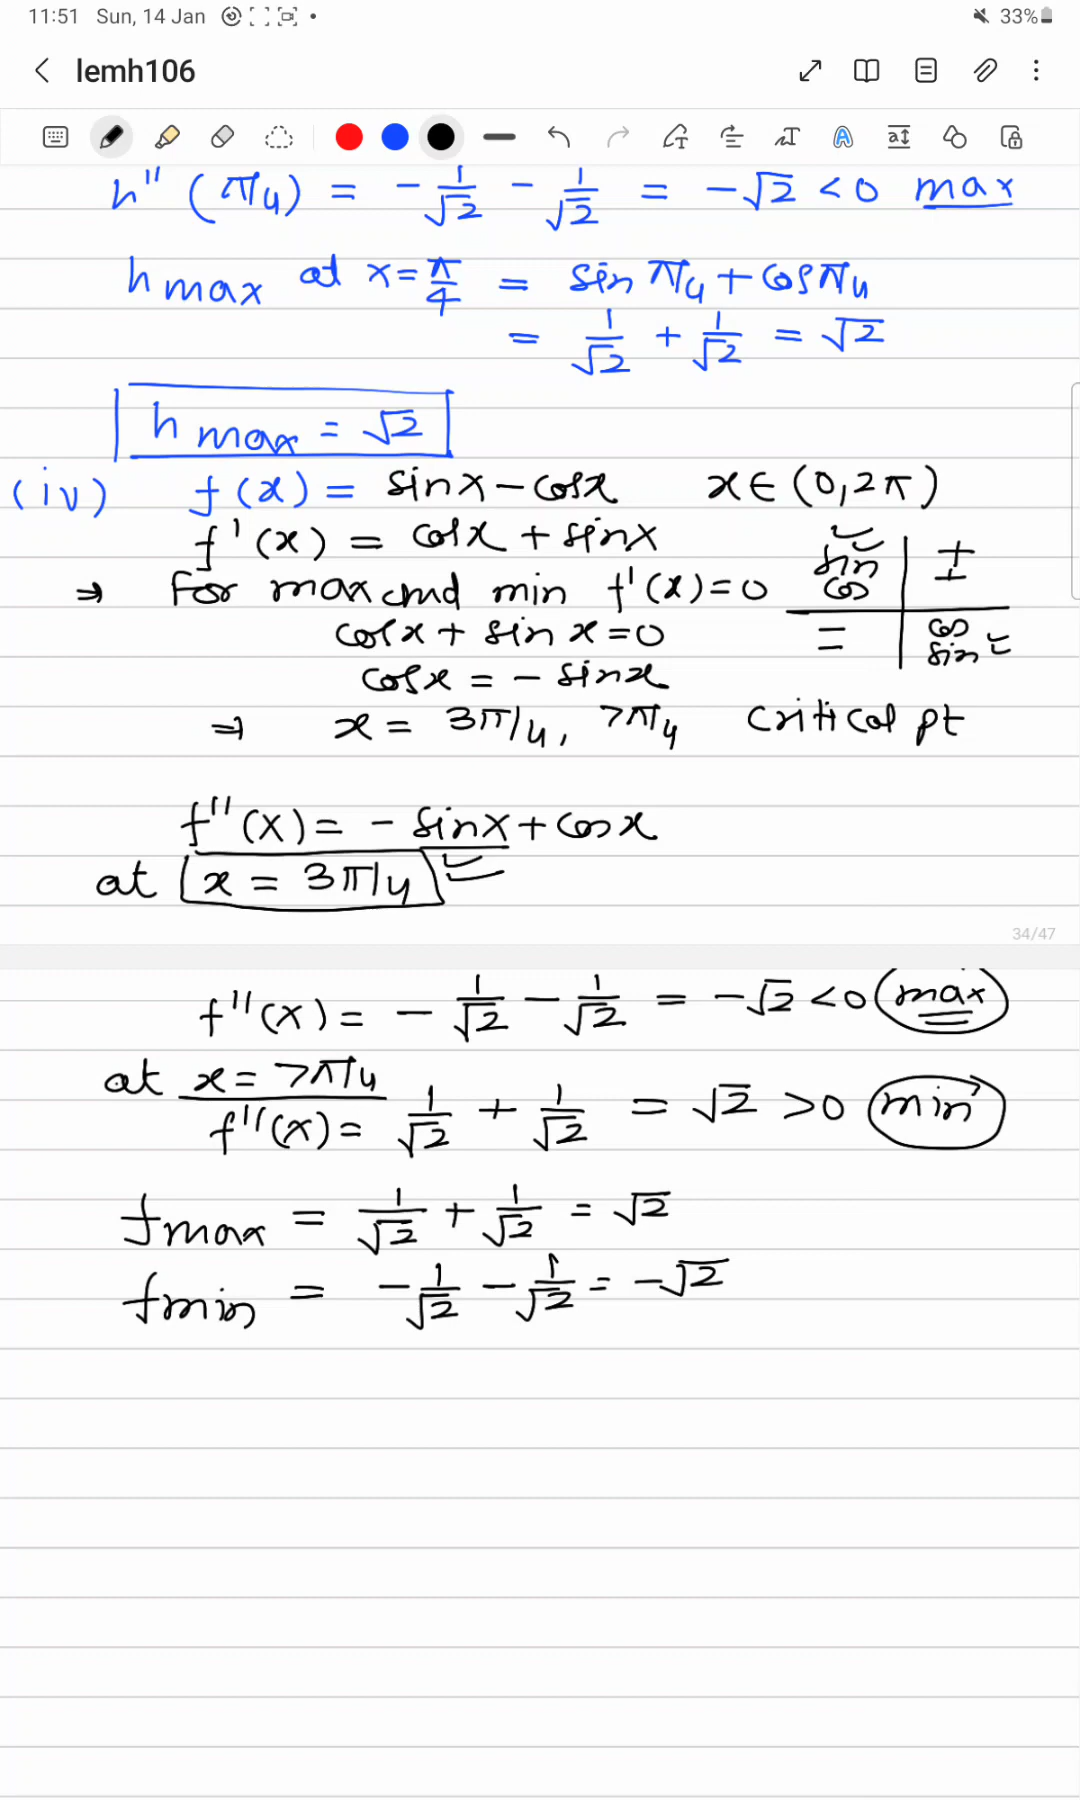 11:51 Sun, 14 Jan 33%
lemh106
h''(π/4) = -1/√2 - 1/√2 = -√2 <0 max
h max at x=π/4 = sin π/4 + cos π/4
= 1/√2 + 1/√2 = √2
h max = √2
(iv) f(x) = sinx - cosx x∈(0,2π)
f'(x) = cosx + sinx
⇒ For max and min f'(x)=0
sin
cos
±
=
cos
sin
cosx + sin x =0
cosx = - sinx
⇒ x = 3π/4, 7π/4 critical pt
f''(x) = - sinx + cosx
at x = 3π/4
34/47
f''(x) = -1/√2 - 1/√2 = -√2 <0 max
at x = 7π/4
f''(x) = 1/√2 + 1/√2 = √2 >0 min
fmax = 1/√2 + 1/√2 = √2
fmin = -1/√2 - 1/√2 = -√2